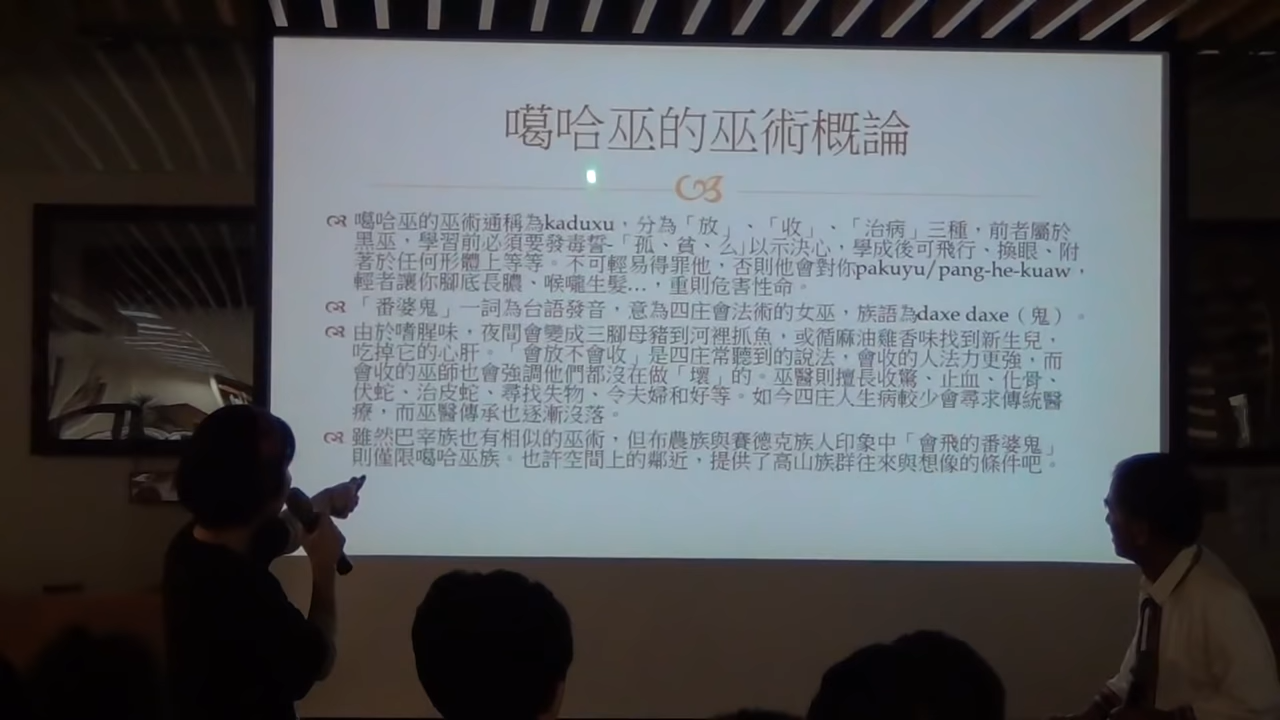 噶哈巫的巫術概論
噶哈巫的巫術通稱為kaduxu,分為「放」、「收」、「治病」三種,前者屬於
黑巫,學習前必須要發毒誓-「孤、貧、么」以示決心,學成後可飛行、換眼、附
著於任何形體上等等。不可輕易得罪他,否則他會對你pakuyu/pang-he-kuaw,
輕者讓你腳底長膿、喉嚨生髮…,重則危害性命。
「番婆鬼」一詞為台語發音,意為四庄會法術的女巫,族語為daxe daxe(鬼)。
由於嗜腥味,夜間會變成三腳母豬到河裡抓魚,或循麻油雞香味找到新生兒,
吃掉它的心肝。「會放不會收」是四庄常聽到的說法,會收的人法力更強,而
會收的巫師也會強調他們都沒在做「壞」的。巫醫則擅長收驚、止血、化骨、
伏蛇、治皮蛇、尋找失物、令夫婦和好等。如今四庄人生病較少會尋求傳統醫
療,而巫醫傳承也逐漸沒落。
雖然巴宰族也有相似的巫術,但布農族與賽德克族人印象中「會飛的番婆鬼」
則僅限噶哈巫族。也許空間上的鄰近,提供了高山族群往來與想像的條件吧。